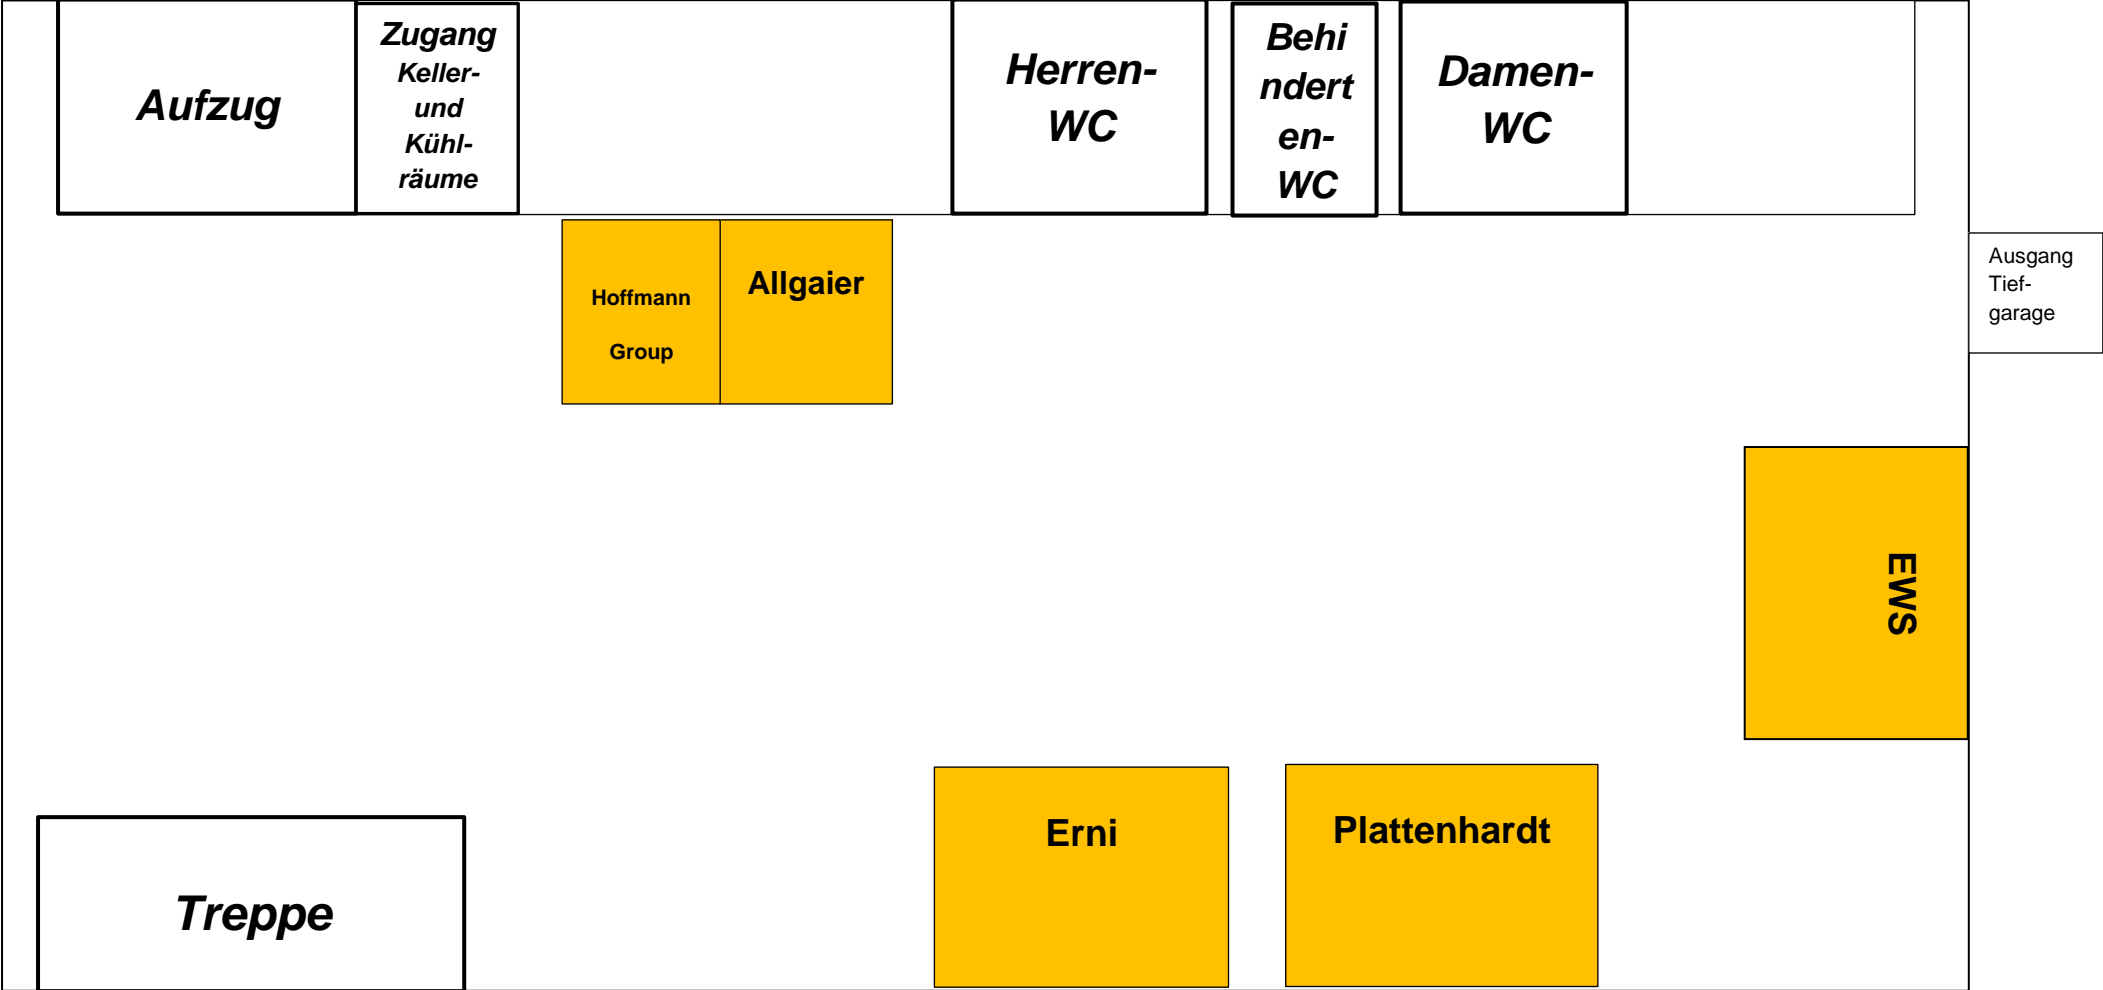 Aufzug
Zugang
Keller-
und
Kühl-
räume
Herren-
WC
Behi
ndert
en-
WC
Damen-
WC
Ausgang
Tief-
garage
Hoffmann
Group
Allgaier
EWS
Erni
Plattenhardt
Treppe